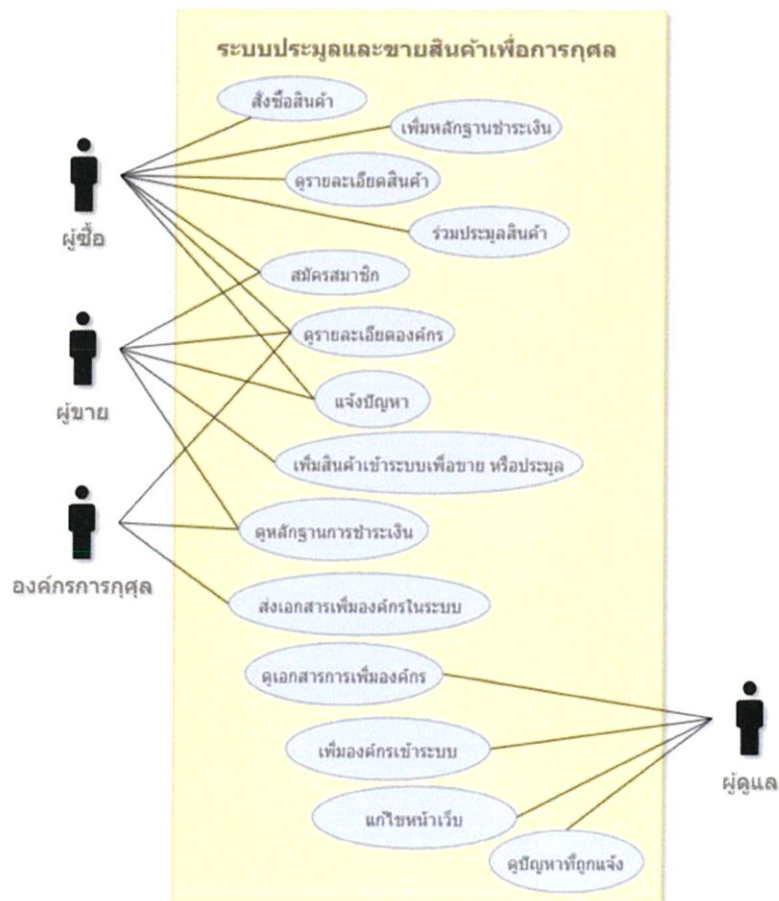 ระบบประมูลและขายสินค้าเพื่อการกุศล
สั่งซื้อสินค้า
เพิ่มหลักฐานชำระเงิน
ดูรายละเอียดสินค้า
ร่วมประมูลสินค้า
ผู้ซื้อ
สมัครสมาชิก
ดูรายละเอียดองค์กร
แจ้งปัญหา
ผู้ขาย
เพิ่มสินค้าเข้าระบบเพื่อขาย หรือประมูล
ดูหลักฐานการชำระเงิน
องค์กรการกุศุล
ส่งเอกสารเพิ่มองค์กรในระบบ
ดูเอกสารการเพิ่มองค์กร
เพิ่มองค์กรเข้าระบบ
ผู้ดูแล
แก้ไขหน้าเว็บ
ดูปัญหาที่ถูกแจ้ง